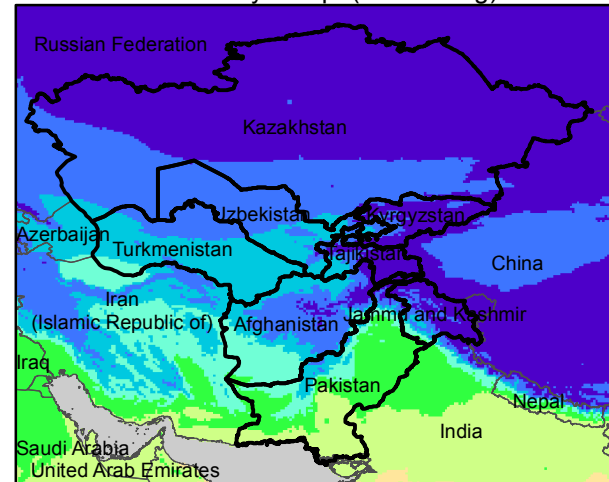 Russian Federation
Kazakhstan
Uzbekistan
Kyrgyzstan
Azerbaijan
Turkmenistan
Tajikistan
China
Iran
(Islamic Republic of)
Afghanistan
Jammu and Kashmir
Iraq
Pakistan
Nepal
India
Saudi Arabia
United Arab Emirates